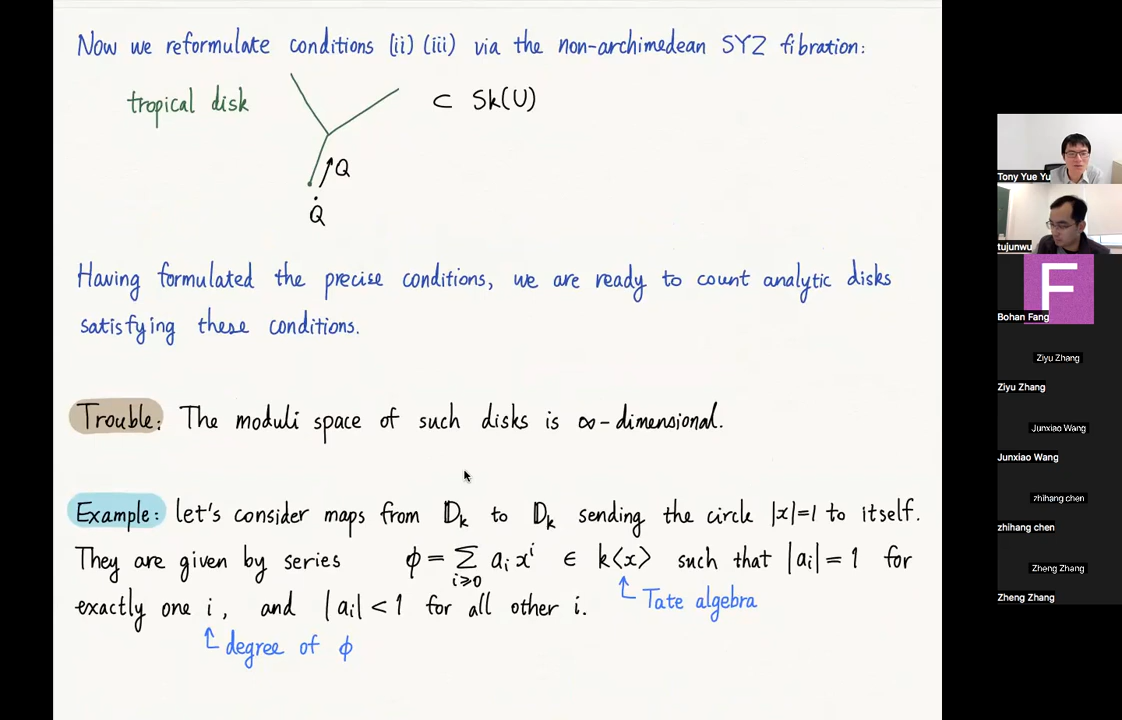 Now we reformulate conditions (ii) (iii) via the non-archimedean SYZ fibration:
tropical disk ⊂ Sk(U)
Q
Q̇
Having formulated the precise conditions, we are ready to count analytic disks
satisfying these conditions.
Trouble: The moduli space of such disks is ∞-dimensional.
Example: let's consider maps from 𝔻k to 𝔻k sending the circle |x|=1 to itself.
They are given by series ϕ = ∑ i⩾0 aᵢ xⁱ ∈ k⟨x⟩ such that |aᵢ| = 1 for
exactly one i, and |aᵢ| < 1 for all other i.
Tate algebra
degree of ϕ
Tony Yue Yu
tujunwu
F
Bohan Fang
Ziyu Zhang
Ziyu Zhang
Junxiao Wang
Junxiao Wang
zhihang chen
zhihang chen
Zheng Zhang
Zheng Zhang